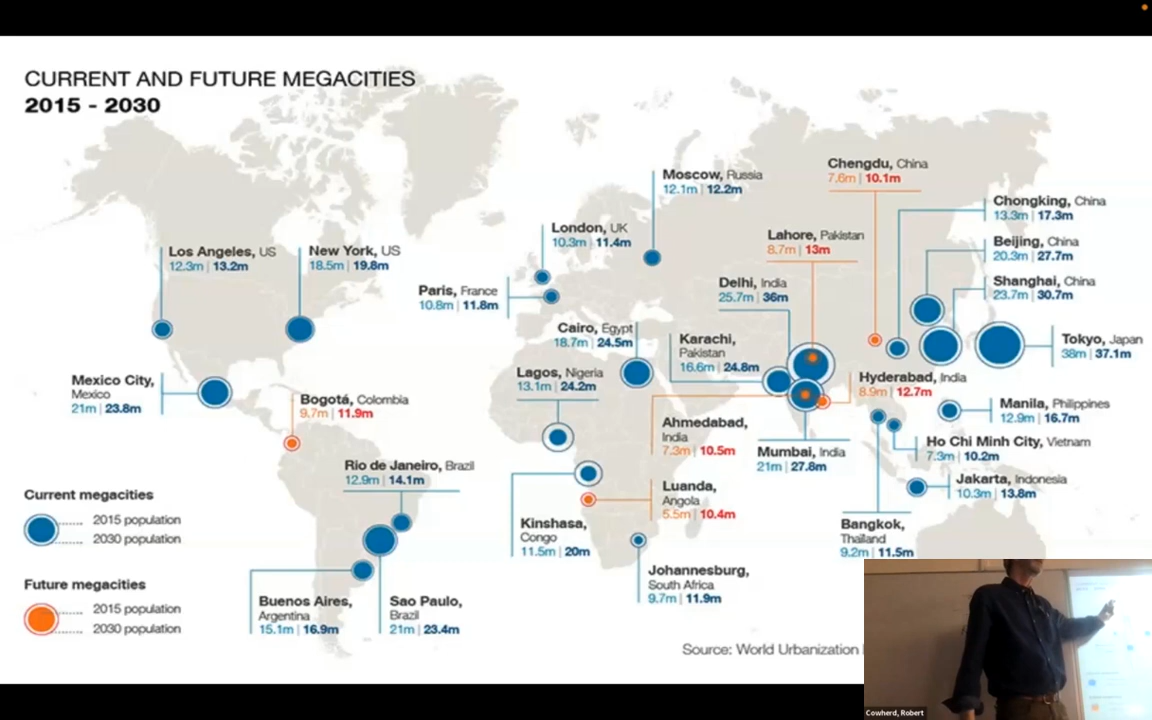 CURRENT AND FUTURE MEGACITIES
2015 - 2030
Moscow, Russia
12.1m | 12.2m
Chengdu, China
7.6m | 10.1m
Chongking, China
13.3m | 17.3m
London, UK
10.3m | 11.4m
Lahore, Pakistan
8.7m | 13m
Beijing, China
20.3m | 27.7m
Los Angeles, US
12.3m | 13.2m
New York, US
18.5m | 19.8m
Paris, France
10.8m | 11.8m
Delhi, India
25.7m | 36m
Shanghai, China
23.7m | 30.7m
Cairo, Egypt
18.7m | 24.5m
Karachi,
Pakistan
16.6m | 24.8m
Tokyo, Japan
38m | 37.1m
Mexico City,
Mexico
21m | 23.8m
Lagos, Nigeria
13.1m | 24.2m
Hyderabad, India
8.9m | 12.7m
Bogotá, Colombia
9.7m | 11.9m
Manila, Philippines
12.9m | 16.7m
Ahmedabad,
India
7.3m | 10.5m
Mumbai, India
21m | 27.8m
Ho Chi Minh City, Vietnam
7.3m | 10.2m
Rio de Janeiro, Brazil
12.9m | 14.1m
Luanda,
Angola
5.5m | 10.4m
Jakarta, Indonesia
10.3m | 13.8m
Kinshasa,
Congo
11.5m | 20m
Bangkok,
Thailand
9.2m | 11.5m
Johannesburg,
South Africa
9.7m | 11.9m
Buenos Aires,
Argentina
15.1m | 16.9m
Sao Paulo,
Brazil
21m | 23.4m
Current megacities
2015 population
2030 population
Future megacities
2015 population
2030 population
Source: World Urbanization
Cowherd, Robert